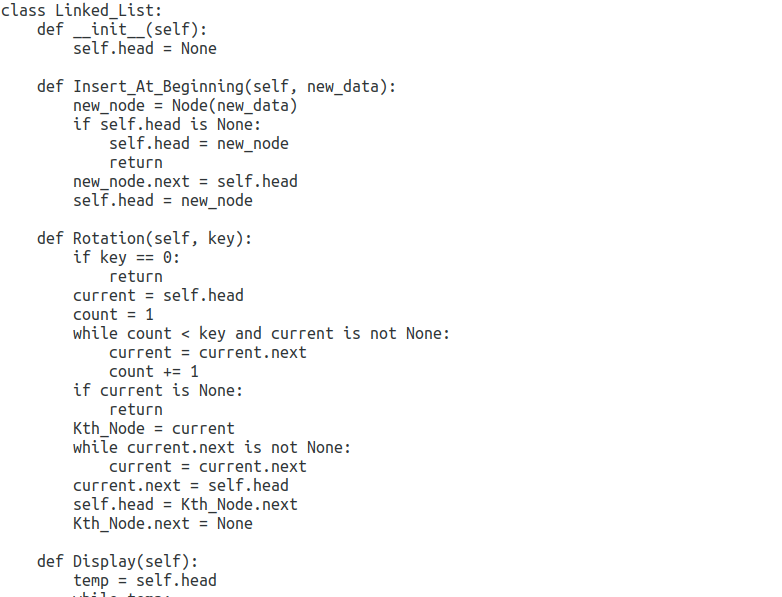 class Linked_List:
    def __init__(self):
        self.head = None

    def Insert_At_Beginning(self, new_data):
        new_node = Node(new_data)
        if self.head is None:
            self.head = new_node
            return
        new_node.next = self.head
        self.head = new_node

    def Rotation(self, key):
        if key == 0:
            return
        current = self.head
        count = 1
        while count < key and current is not None:
            current = current.next
            count += 1
        if current is None:
            return
        Kth_Node = current
        while current.next is not None:
            current = current.next
        current.next = self.head
        self.head = Kth_Node.next
        Kth_Node.next = None

    def Display(self):
        temp = self.head
        while temp: